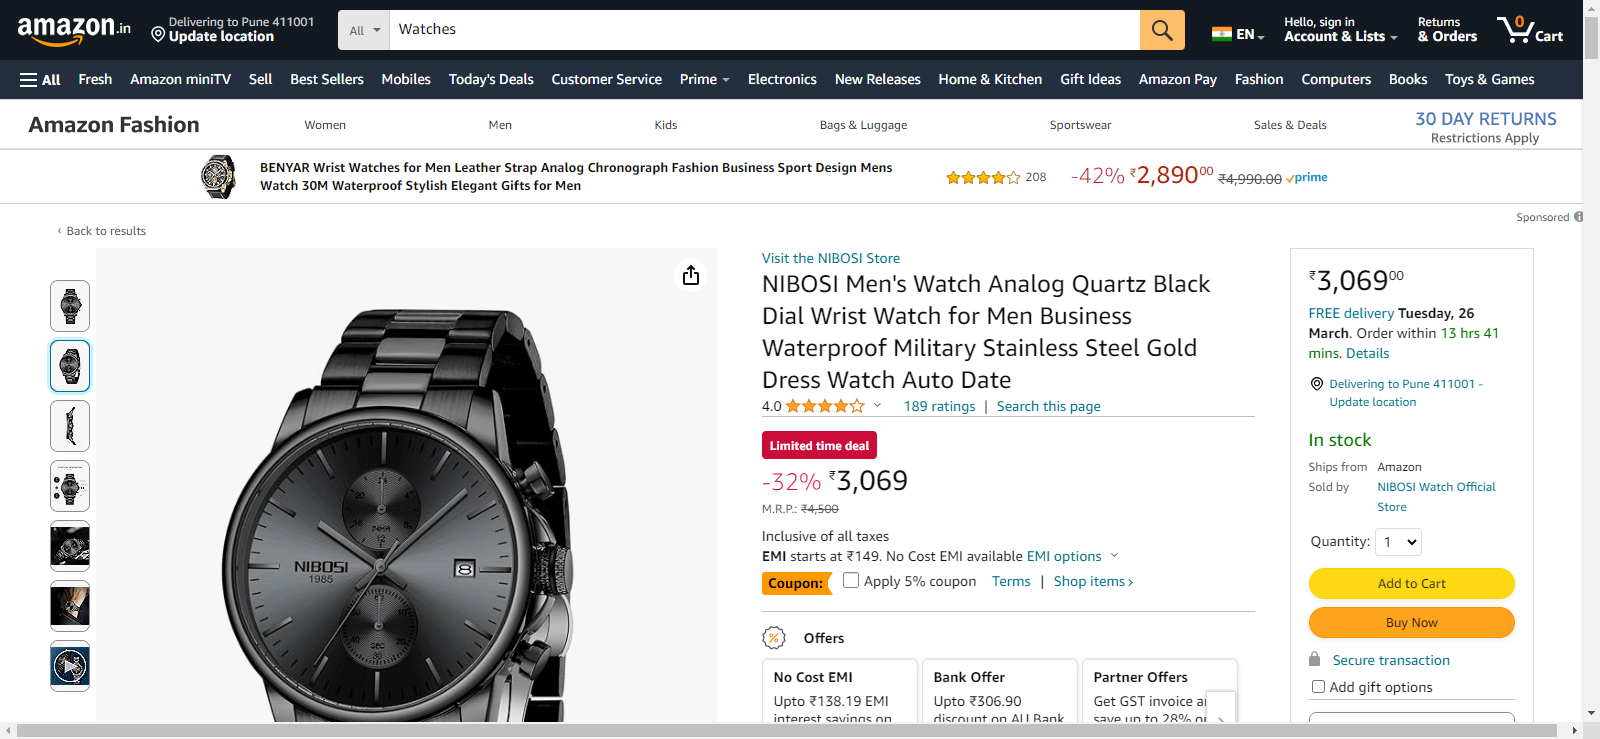 amazon.in
Delivering to Pune 411001
Update location
All
Watches
EN
Hello, sign in
Account & Lists
Returns
& Orders
0
Cart
All
Fresh
Amazon miniTV
Sell
Best Sellers
Mobiles
Today's Deals
Customer Service
Prime
Electronics
New Releases
Home & Kitchen
Gift Ideas
Amazon Pay
Fashion
Computers
Books
Toys & Games
Amazon Fashion
Women
Men
Kids
Bags & Luggage
Sportswear
Sales & Deals
30 DAY RETURNS
Restrictions Apply
BENYAR Wrist Watches for Men Leather Strap Analog Chronograph Fashion Business Sport Design Mens
Watch 30M Waterproof Stylish Elegant Gifts for Men
208
-42% ₹2,89000 ₹4,990.00 prime
Sponsored
‹ Back to results
NIBOSI
1985
24HR
SEC
8
Visit the NIBOSI Store
NIBOSI Men's Watch Analog Quartz Black
Dial Wrist Watch for Men Business
Waterproof Military Stainless Steel Gold
Dress Watch Auto Date
4.0
189 ratings | Search this page
Limited time deal
-32% ₹3,069
M.R.P.: ₹4,500
Inclusive of all taxes
EMI starts at ₹149. No Cost EMI available EMI options
Coupon: Apply 5% coupon Terms | Shop items ›
Offers
No Cost EMI
Upto ₹138.19 EMI
interest savings on
Bank Offer
Upto ₹306.90
discount on AU Bank
Partner Offers
Get GST invoice a
save up to 28% o
₹3,06900
FREE delivery Tuesday, 26
March. Order within 13 hrs 41
mins. Details
Delivering to Pune 411001 -
Update location
In stock
Ships from Amazon
Sold by NIBOSI Watch Official
Store
Quantity: 1
Add to Cart
Buy Now
Secure transaction
Add gift options